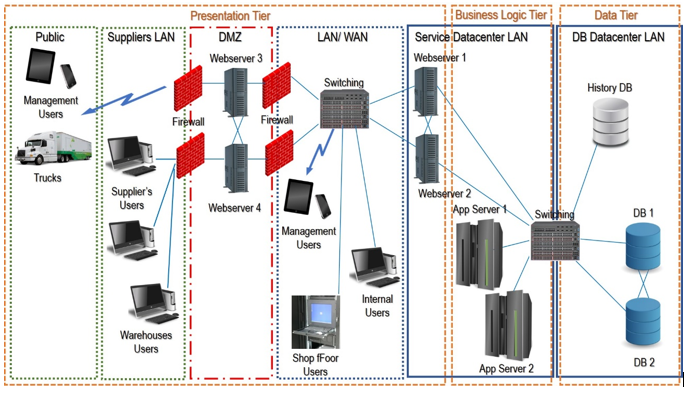 Presentation Tier
Business Logic Tier
Data Tier
Public
Suppliers LAN
DMZ
LAN/ WAN
Service Datacenter LAN
DB Datacenter LAN
Webserver 3
Webserver 1
Switching
History DB
Management
Users
Firewall
Firewall
Trucks
Supplier's
Users
Webserver 4
Webserver 2
Management
Users
App Server 1
Switching
DB 1
Internal
Users
Warehouses
Users
Shop fFoor
Users
App Server 2
DB 2